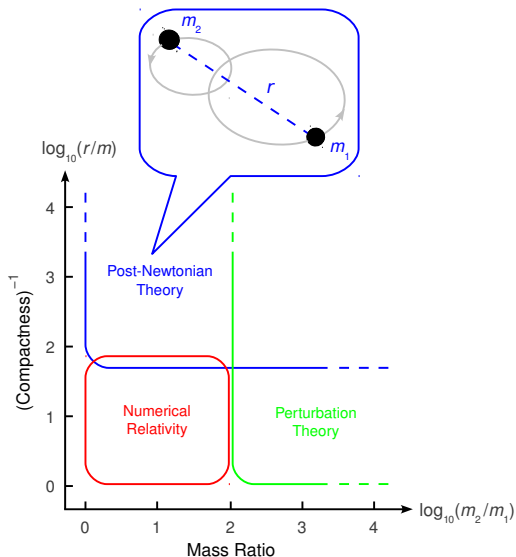 m₂
r
m₁
log₁₀(r/m)
4
3
2
1
0
(Compactness)⁻¹
Post-Newtonian
Theory
Numerical
Relativity
Perturbation
Theory
0 1 2 3 4
log₁₀(m₂/m₁)
Mass Ratio